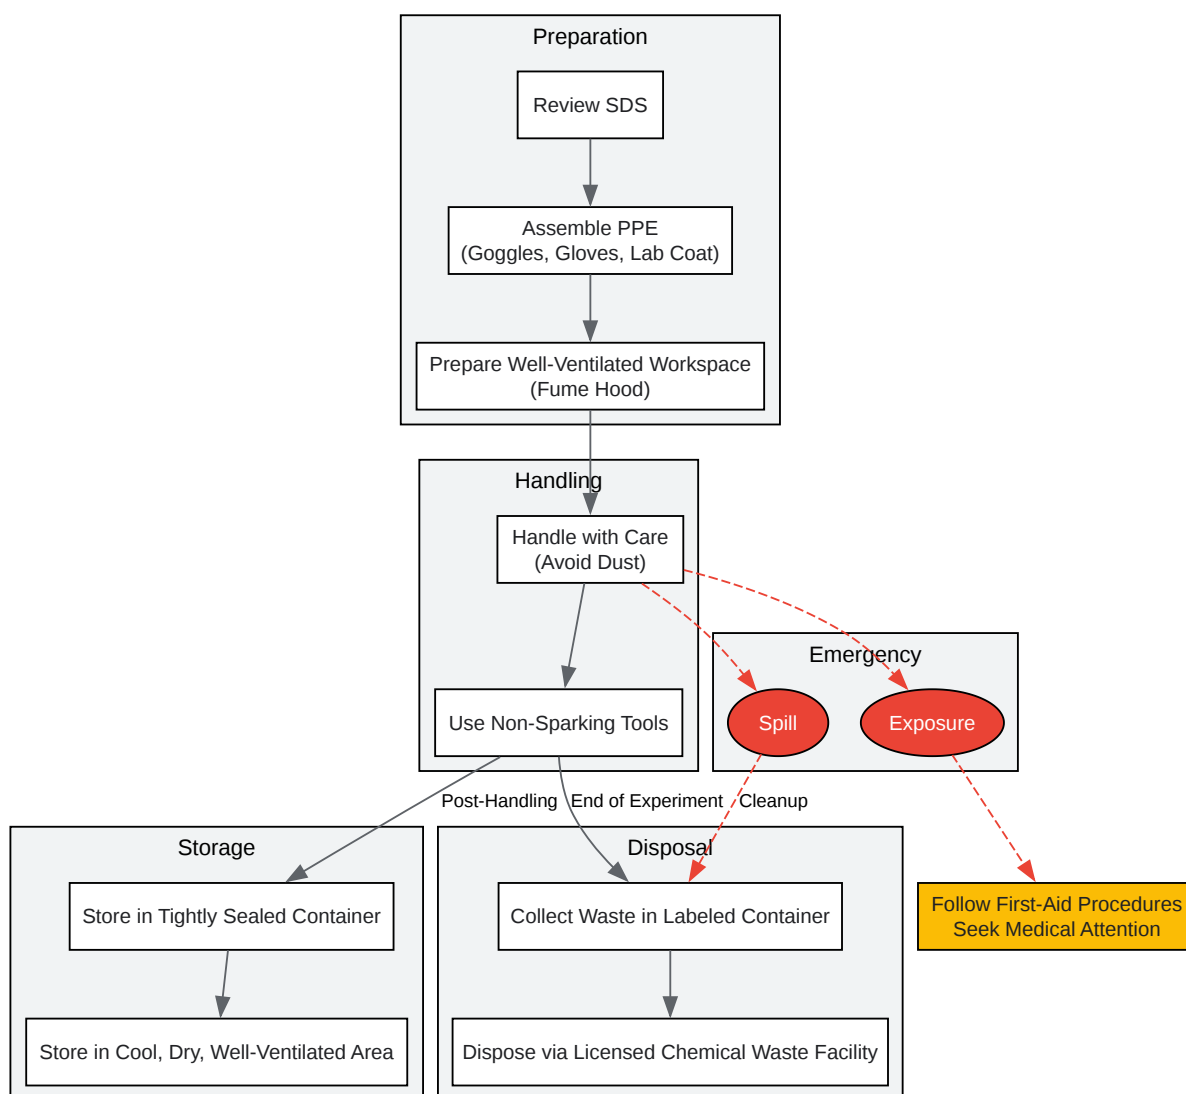 Preparation
Review SDS
Assemble PPE
(Goggles, Gloves, Lab Coat)
Prepare Well-Ventilated Workspace
(Fume Hood)
Handling
Handle with Care
(Avoid Dust)
Use Non-Sparking Tools
Emergency
Spill
Exposure
Post-Handling
End of Experiment
Cleanup
Storage
Store in Tightly Sealed Container
Store in Cool, Dry, Well-Ventilated Area
Disposal
Collect Waste in Labeled Container
Dispose via Licensed Chemical Waste Facility
Follow First-Aid Procedures
Seek Medical Attention